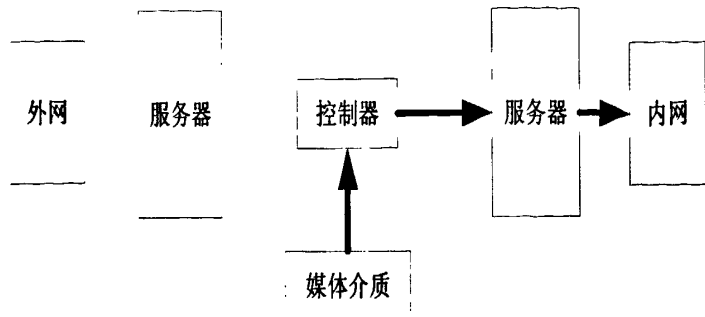 外网
服务器
控制器
服务器
内网
媒体介质